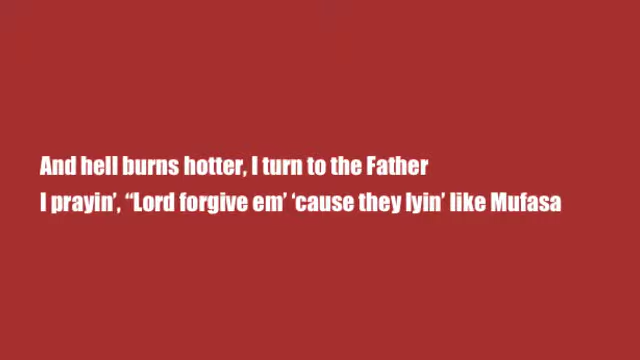 And hell burns hotter, I turn to the Father
I prayin’, “Lord forgive em’ ‘cause they lyin’ like Mufasa